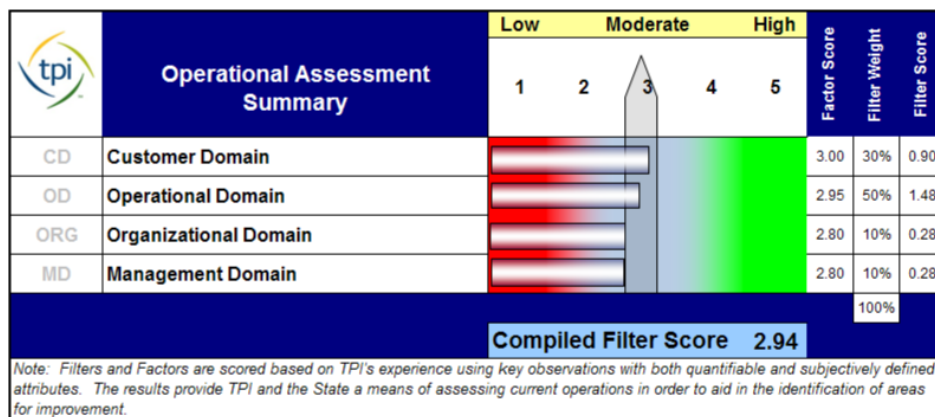 Low Moderate High
tpi
Operational Assessment
Summary
1 2 3 4 5
Factor Score
Filter Weight
Filter Score
CD Customer Domain 3.00 30% 0.90
OD Operational Domain 2.95 50% 1.48
ORG Organizational Domain 2.80 10% 0.28
MD Management Domain 2.80 10% 0.28
100%
Compiled Filter Score 2.94
Note: Filters and Factors are scored based on TPI's experience using key observations with both quantifiable and subjectively defined
attributes. The results provide TPI and the State a means of assessing current operations in order to aid in the identification of areas
for improvement.